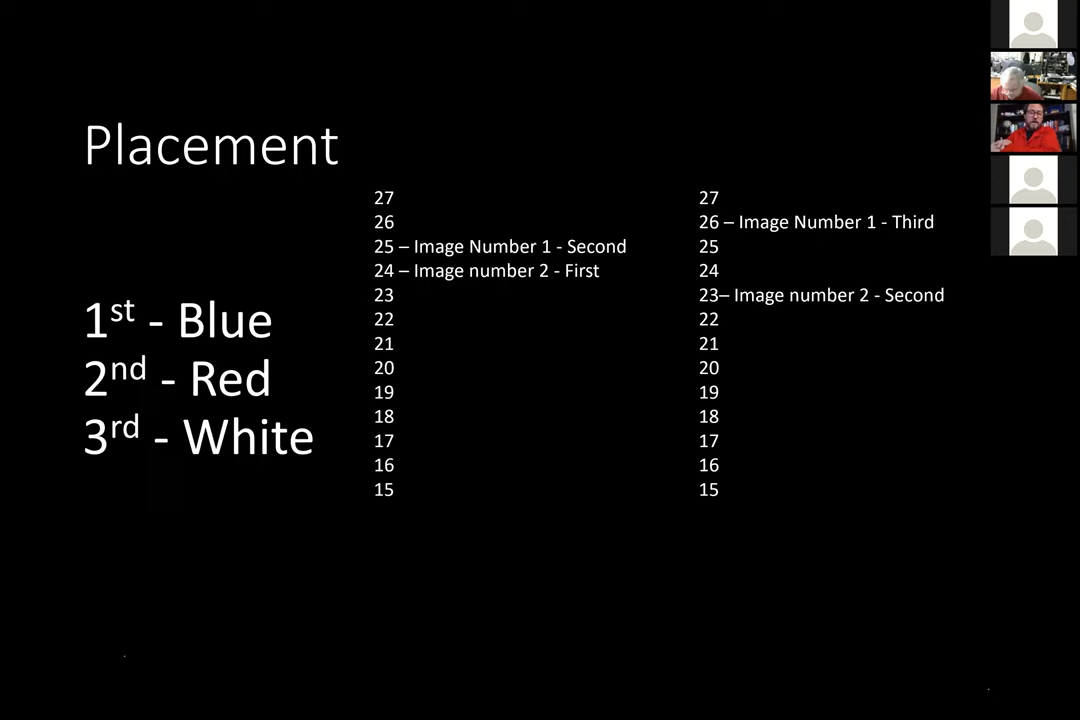 Placement
1st - Blue
2nd - Red
3rd - White
27
26
25 – Image Number 1 - Second
24 – Image number 2 - First
23
22
21
20
19
18
17
16
15
27
26 – Image Number 1 - Third
25
24
23– Image number 2 - Second
22
21
20
19
18
17
16
15